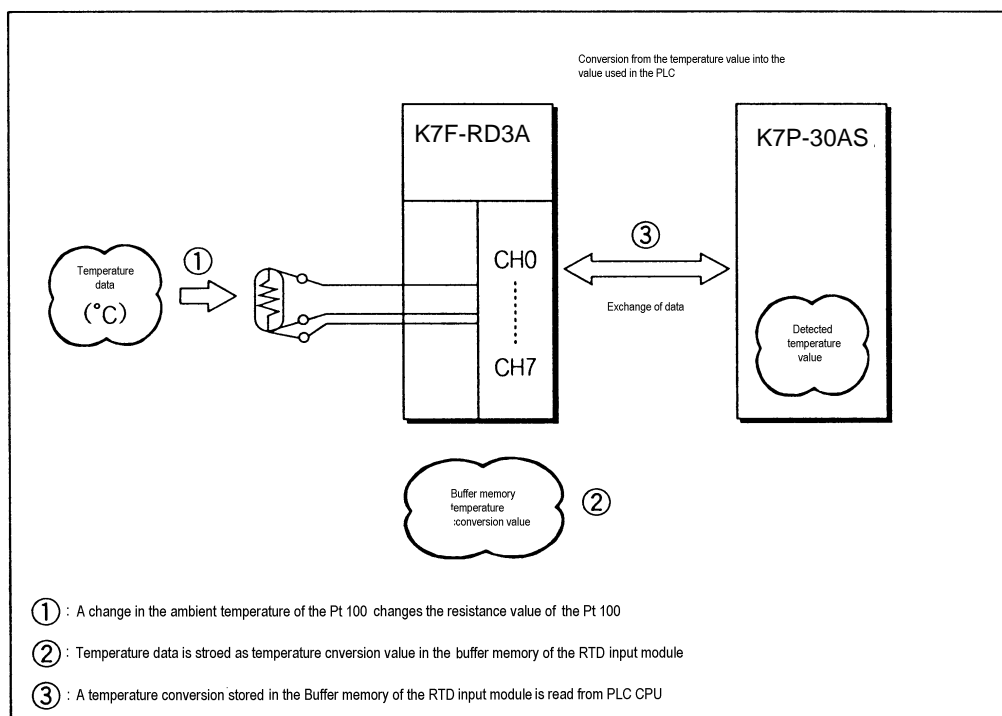 Conversion from the temperature value into the
value used in the PLC
K7F-RD3A
K7P-30AS
①
Temperature
data
(°C)
CH0
CH7
③
Exchange of data
Detected
temperature
value
Buffer memory
temperature
:conversion value
②
① : A change in the ambient temperature of the Pt 100 changes the resistance value of the Pt 100
② : Temperature data is stroed as temperature cnversion value in the buffer memory of the RTD input module
③ : A temperature conversion stored in the Buffer memory of the RTD input module is read from PLC CPU